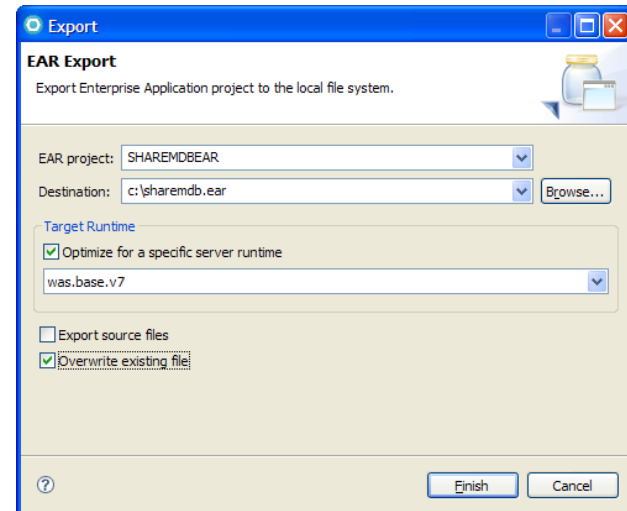 Export
EAR Export
Export Enterprise Application project to the local file system.
EAR project: SHAREMDBEAR
Destination: c:\sharemdb.ear Browse...
Target Runtime
Optimize for a specific server runtime
was.base.v7
Export source files
Overwrite existing file
Finish Cancel